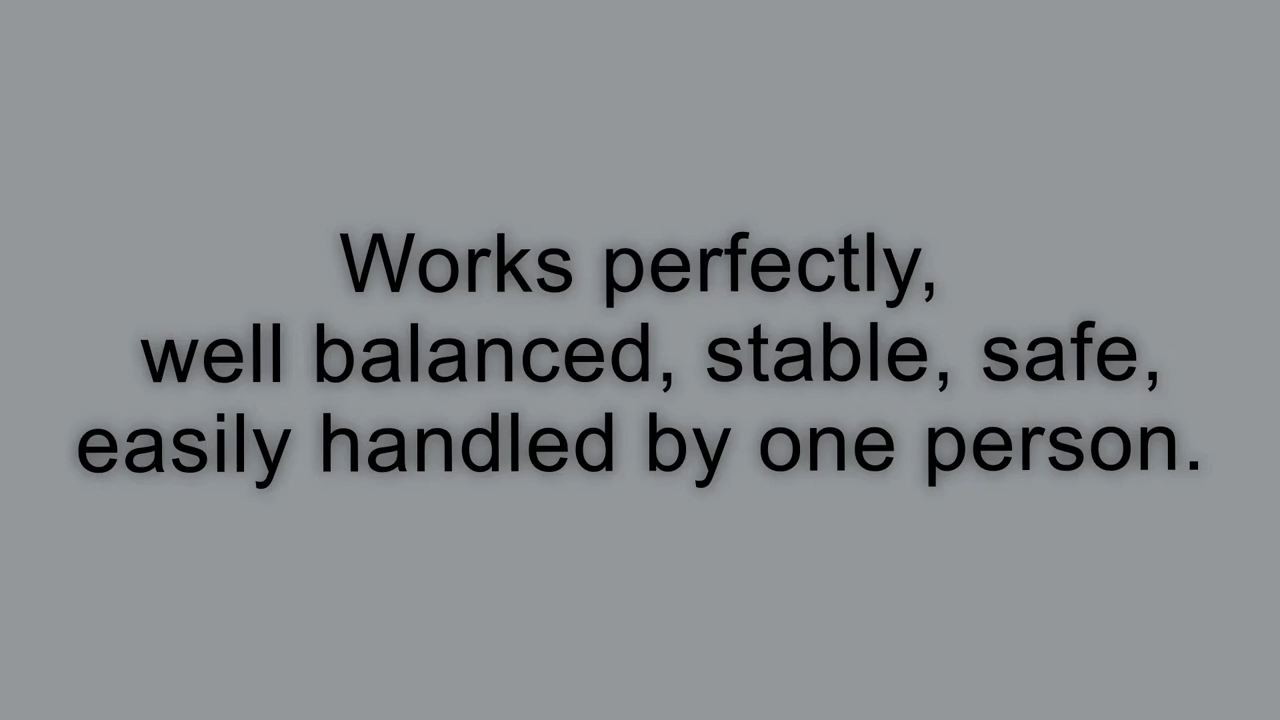 Works perfectly,
well balanced, stable, safe,
easily handled by one person.